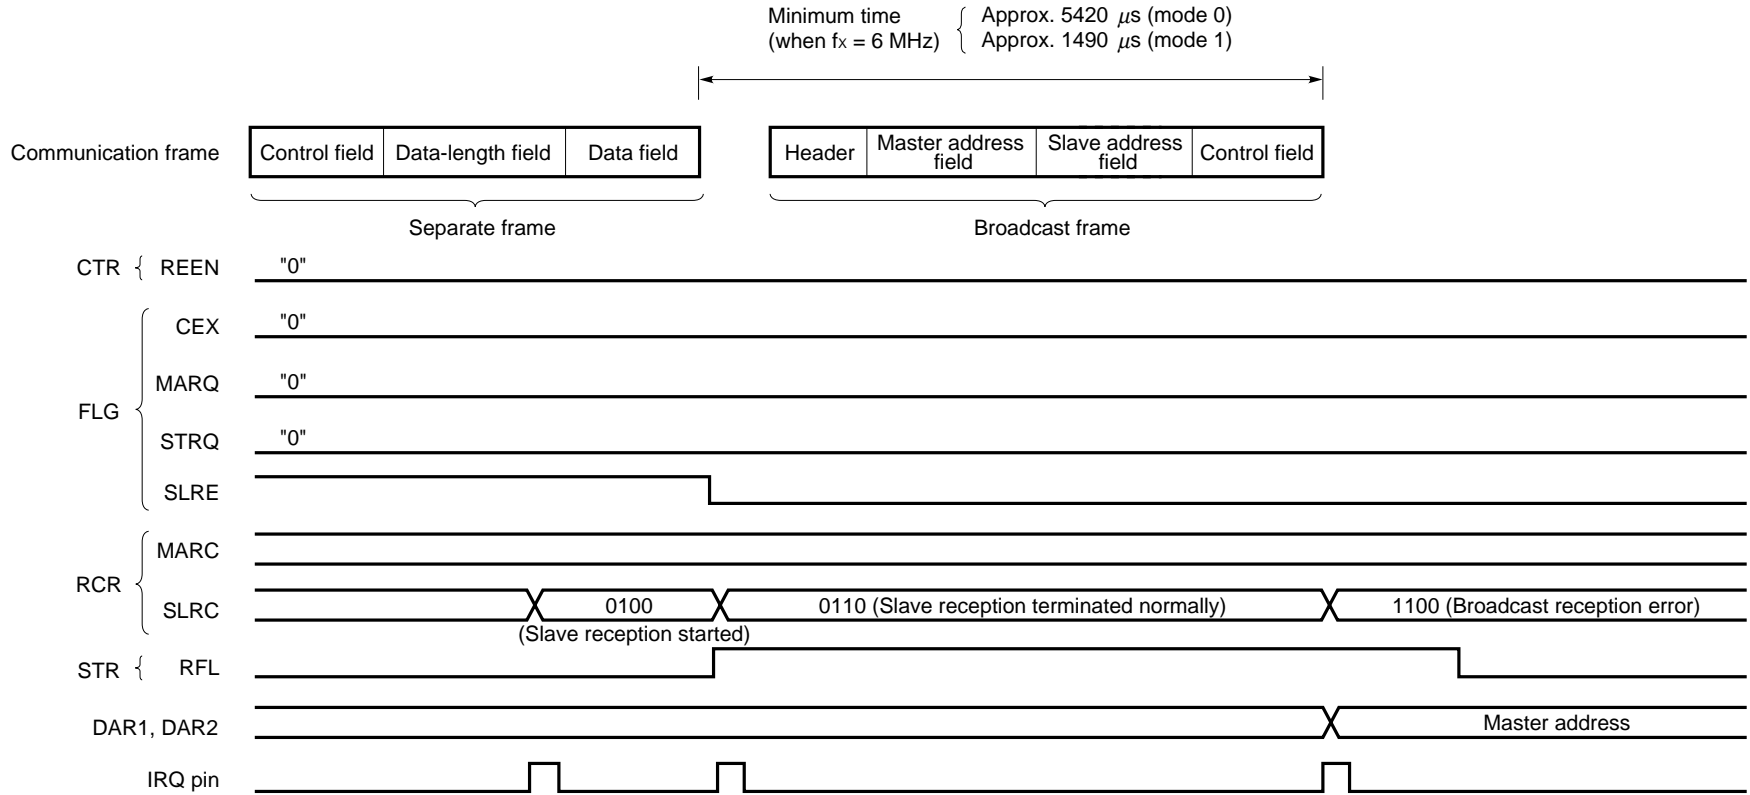 Minimum time
(when fx = 6 MHz)
Approx. 5420 μs (mode 0)
Approx. 1490 μs (mode 1)
Communication frame
Control field
Data-length field
Data field
Header
Master address
field
Slave address
field
Control field
Separate frame
Broadcast frame
CTR { REEN
"0"
CEX
"0"
MARQ
"0"
FLG
STRQ
"0"
SLRE
MARC
RCR
SLRC
0100
0110 (Slave reception terminated normally)
1100 (Broadcast reception error)
(Slave reception started)
STR { RFL
DAR1, DAR2
Master address
IRQ pin